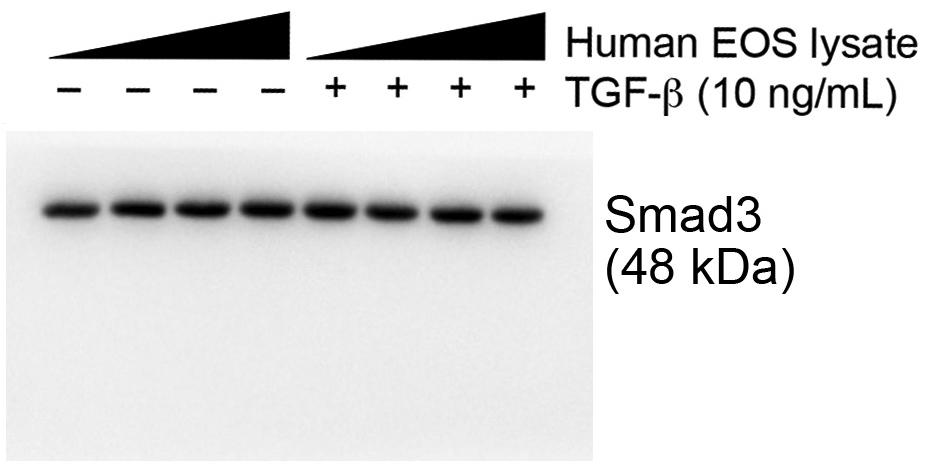 Human EOS lysate
− − − − + + + + TGF-β (10 ng/mL)
Smad3
(48 kDa)